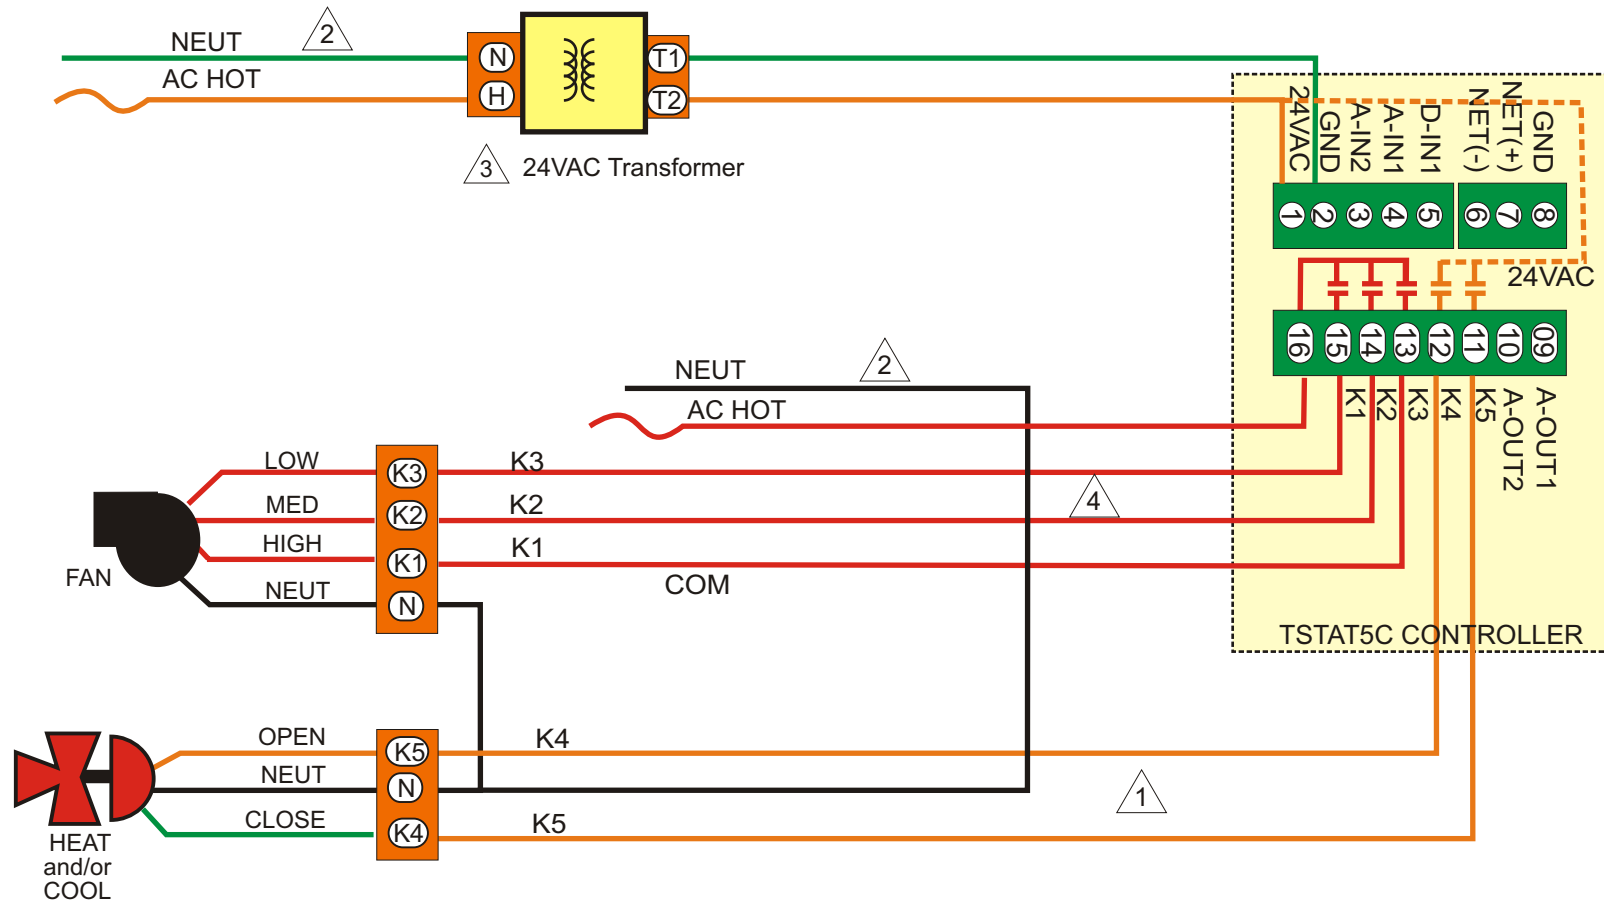 NEUT
2
AC HOT
N
H
T1
T2
3
24VAC Transformer
24VAC
GND
A-IN2
A-IN1
D-IN1
NET(-)
NET(+)
GND
1
2
3
4
5
6
7
8
24VAC
16
15
14
13
12
11
10
09
K1
K2
K3
K4
K5
A-OUT2
A-OUT1
TSTAT5C CONTROLLER
NEUT
2
AC HOT
LOW
K3
K3
MED
K2
K2
4
HIGH
K1
K1
FAN
NEUT
N
COM
OPEN
K5
K4
NEUT
N
1
CLOSE
K4
K5
HEAT
and/or
COOL